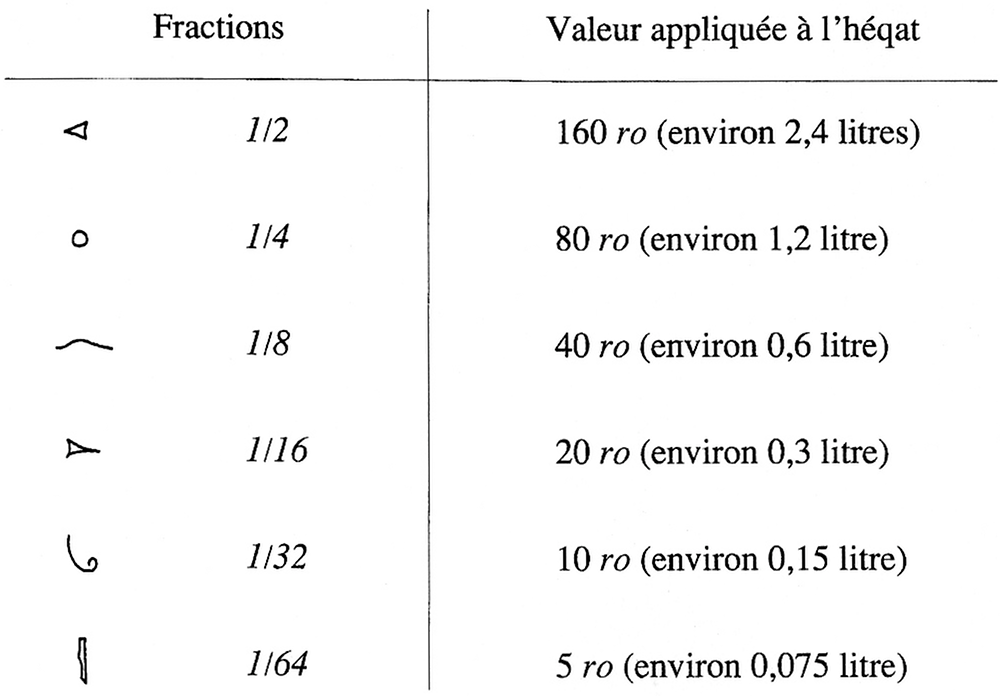 Fractions Valeur appliquée à l'héqat
1/2 160 ro (environ 2,4 litres)
1/4 80 ro (environ 1,2 litre)
1/8 40 ro (environ 0,6 litre)
1/16 20 ro (environ 0,3 litre)
1/32 10 ro (environ 0,15 litre)
1/64 5 ro (environ 0,075 litre)